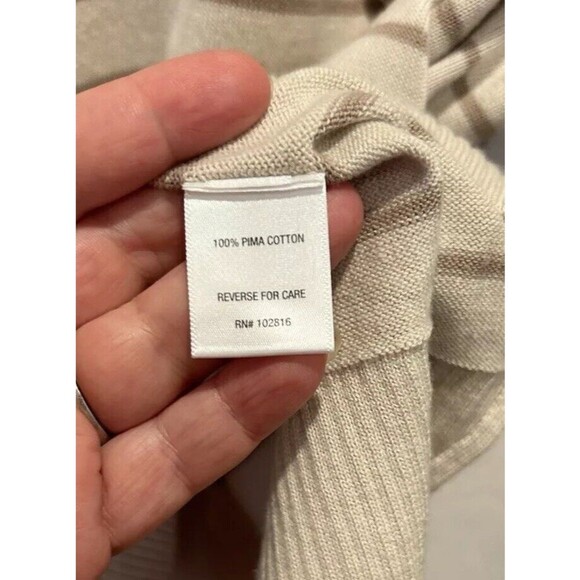 100% PIMA COTTON
REVERSE FOR CARE
RN# 102816